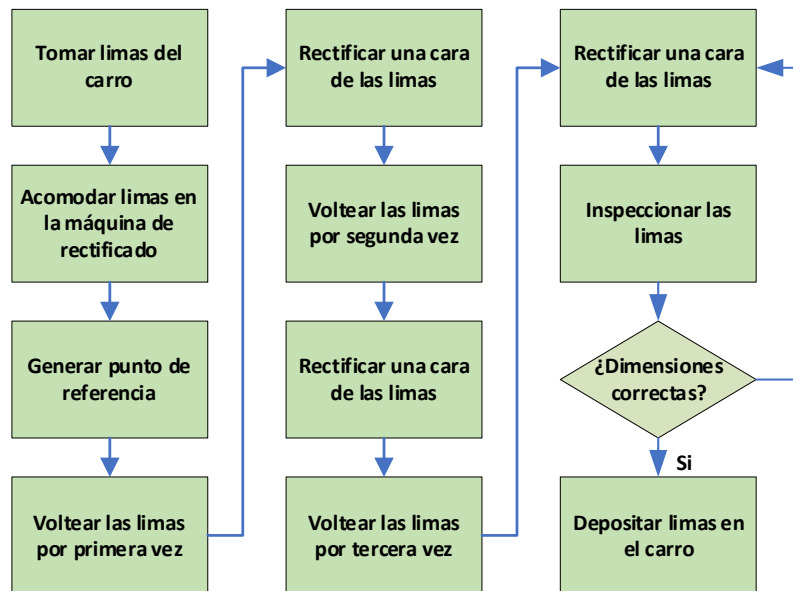 Tomar limas del
carro
Acomodar limas en
la máquina de
rectificado
Generar punto de
referencia
Voltear las limas
por primera vez
Rectificar una cara
de las limas
Voltear las limas
por segunda vez
Rectificar una cara
de las limas
Voltear las limas
por tercera vez
Rectificar una cara
de las limas
Inspeccionar las
limas
¿Dimensiones
correctas?
Si
Depositar limas en
el carro